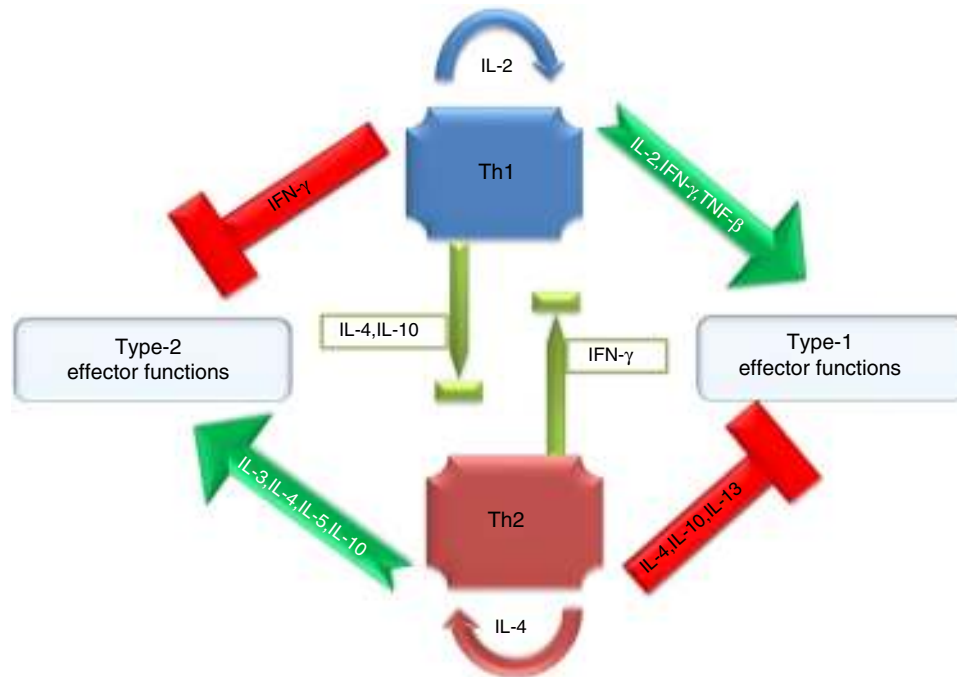 IL-2
Th1
IL-2,IFN-γ,TNF-β
IFN-γ
IL-4,IL-10
Type-2
effector functions
IFN-γ
Type-1
effector functions
IL-3,IL-4,IL-5,IL-10
Th2
IL-4,IL-10,IL-13
IL-4